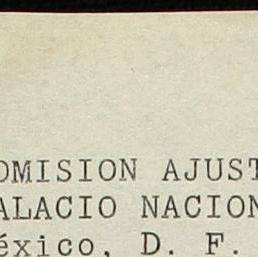 OMISION AJUST
ALACIO NACION
éxico, D. F.